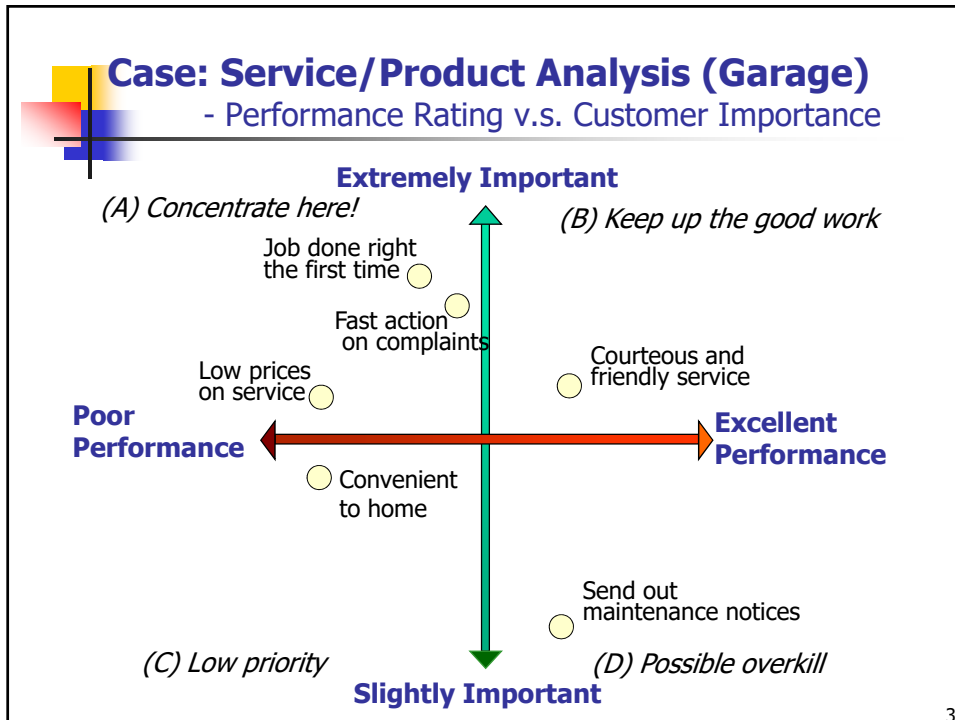 Case: Service/Product Analysis (Garage)
- Performance Rating v.s. Customer Importance
Extremely Important
(A) Concentrate here!
(B) Keep up the good work
Job done right
the first time
Fast action
on complaints
Low prices
on service
Courteous and
friendly service
Poor
Performance
Excellent
Performance
Convenient
to home
Send out
maintenance notices
(C) Low priority
(D) Possible overkill
Slightly Important
3